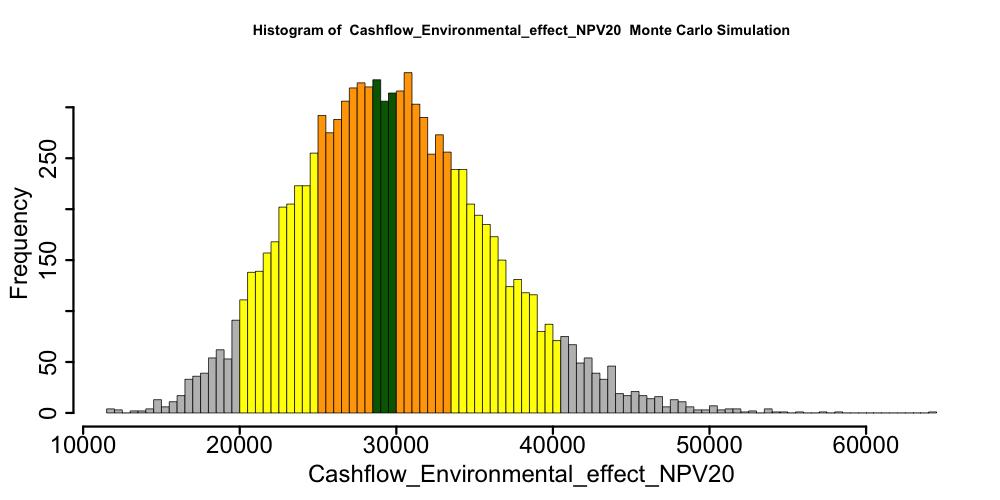 Histogram of  Cashflow_Environmental_effect_NPV20  Monte Carlo Simulation
Frequency
250
150
50
0
10000 20000 30000 40000 50000 60000
Cashflow_Environmental_effect_NPV20